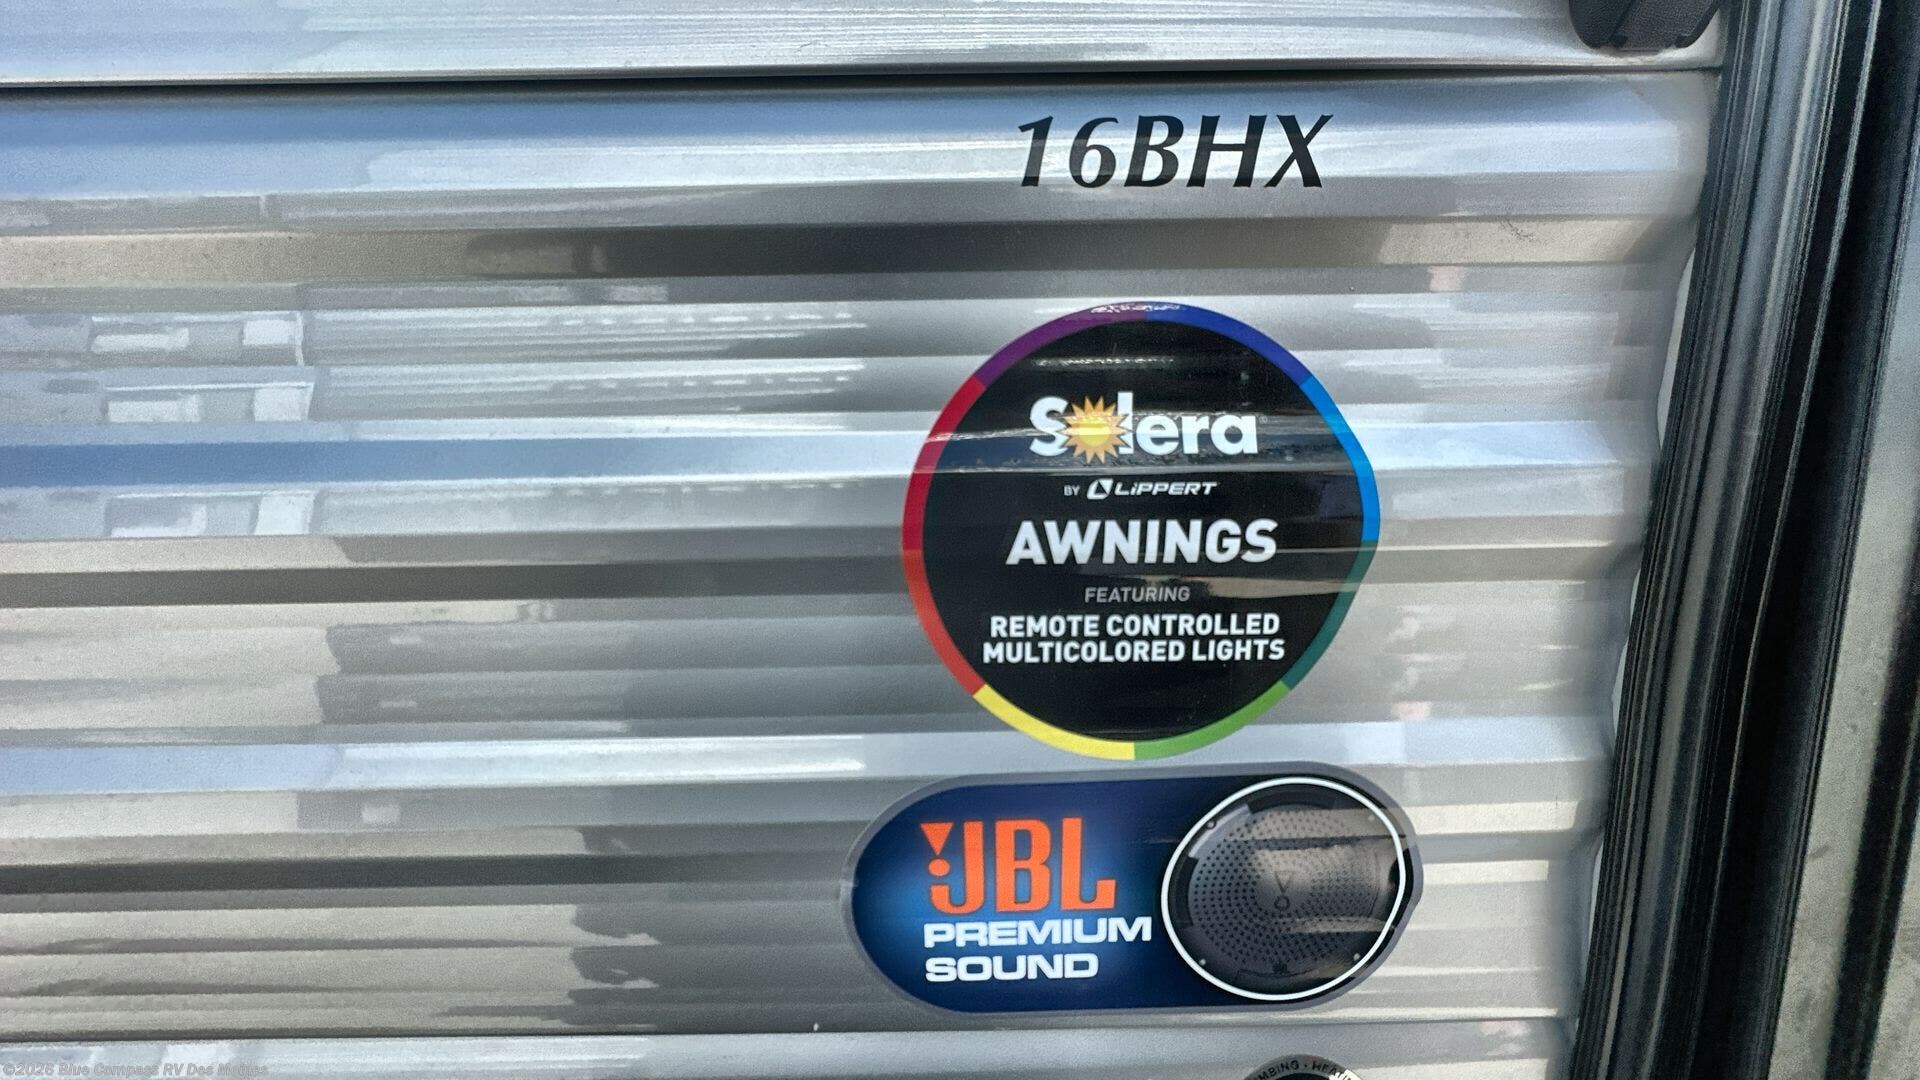 16BHX
Solera
BY LiPPERT
AWNINGS
FEATURING
REMOTE CONTROLLED
MULTICOLORED LIGHTS
JBL
PREMIUM
SOUND
©2026 Blue Compass RV Des Moines